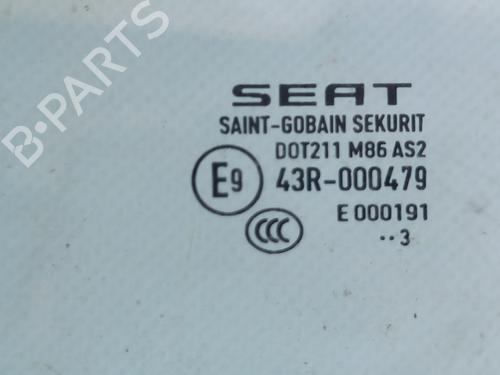 B-PARTS
SEAT
SAINT-GOBAIN SEKURIT
DOT211 M86 AS2
E9 43R-000479
E 000191
CCC ··3